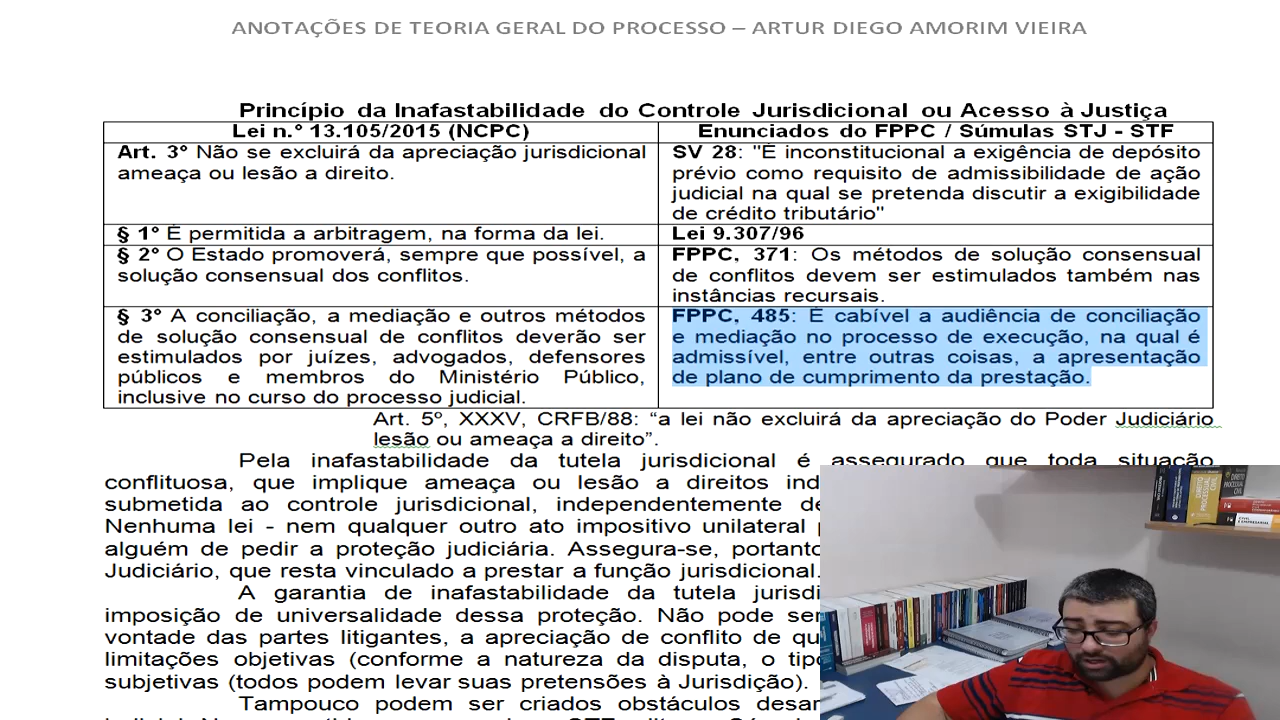 ANOTAÇÕES DE TEORIA GERAL DO PROCESSO – ARTUR DIEGO AMORIM VIEIRA
Princípio da Inafastabilidade do Controle Jurisdicional ou Acesso à Justiça
Lei n.º 13.105/2015 (NCPC)
Enunciados do FPPC / Súmulas STJ - STF
Art. 3º Não se excluirá da apreciação jurisdicional
ameaça ou lesão a direito.
SV 28: "É inconstitucional a exigência de depósito
prévio como requisito de admissibilidade de ação
judicial na qual se pretenda discutir a exigibilidade
de crédito tributário"
§ 1º É permitida a arbitragem, na forma da lei.
Lei 9.307/96
§ 2º O Estado promoverá, sempre que possível, a
solução consensual dos conflitos.
FPPC, 371: Os métodos de solução consensual
de conflitos devem ser estimulados também nas
instâncias recursais.
§ 3º A conciliação, a mediação e outros métodos
de solução consensual de conflitos deverão ser
estimulados por juízes, advogados, defensores
públicos e membros do Ministério Público,
inclusive no curso do processo judicial.
FPPC, 485: É cabível a audiência de conciliação
e mediação no processo de execução, na qual é
admissível, entre outras coisas, a apresentação
de plano de cumprimento da prestação.
Art. 5º, XXXV, CRFB/88: “a lei não excluirá da apreciação do Poder Judiciário
lesão ou ameaça a direito”.
Pela inafastabilidade da tutela jurisdicional é assegurado que toda situação
conflituosa, que implique ameaça ou lesão a direitos
submetida ao controle jurisdicional, independentemente
Nenhuma lei - nem qualquer outro ato impositivo unilateral
alguém de pedir a proteção judiciária. Assegura-se, portanto
Judiciário, que resta vinculado a prestar a função jurisdicional.
A garantia de inafastabilidade da tutela
imposição de universalidade dessa proteção. Não pode
vontade das partes litigantes, a apreciação de conflito de
limitações objetivas (conforme a natureza da disputa, o
subjetivas (todos podem levar suas pretensões à Jurisdição).
Tampouco podem ser criados obstáculos
DIREITO PROCESSUAL CIVIL